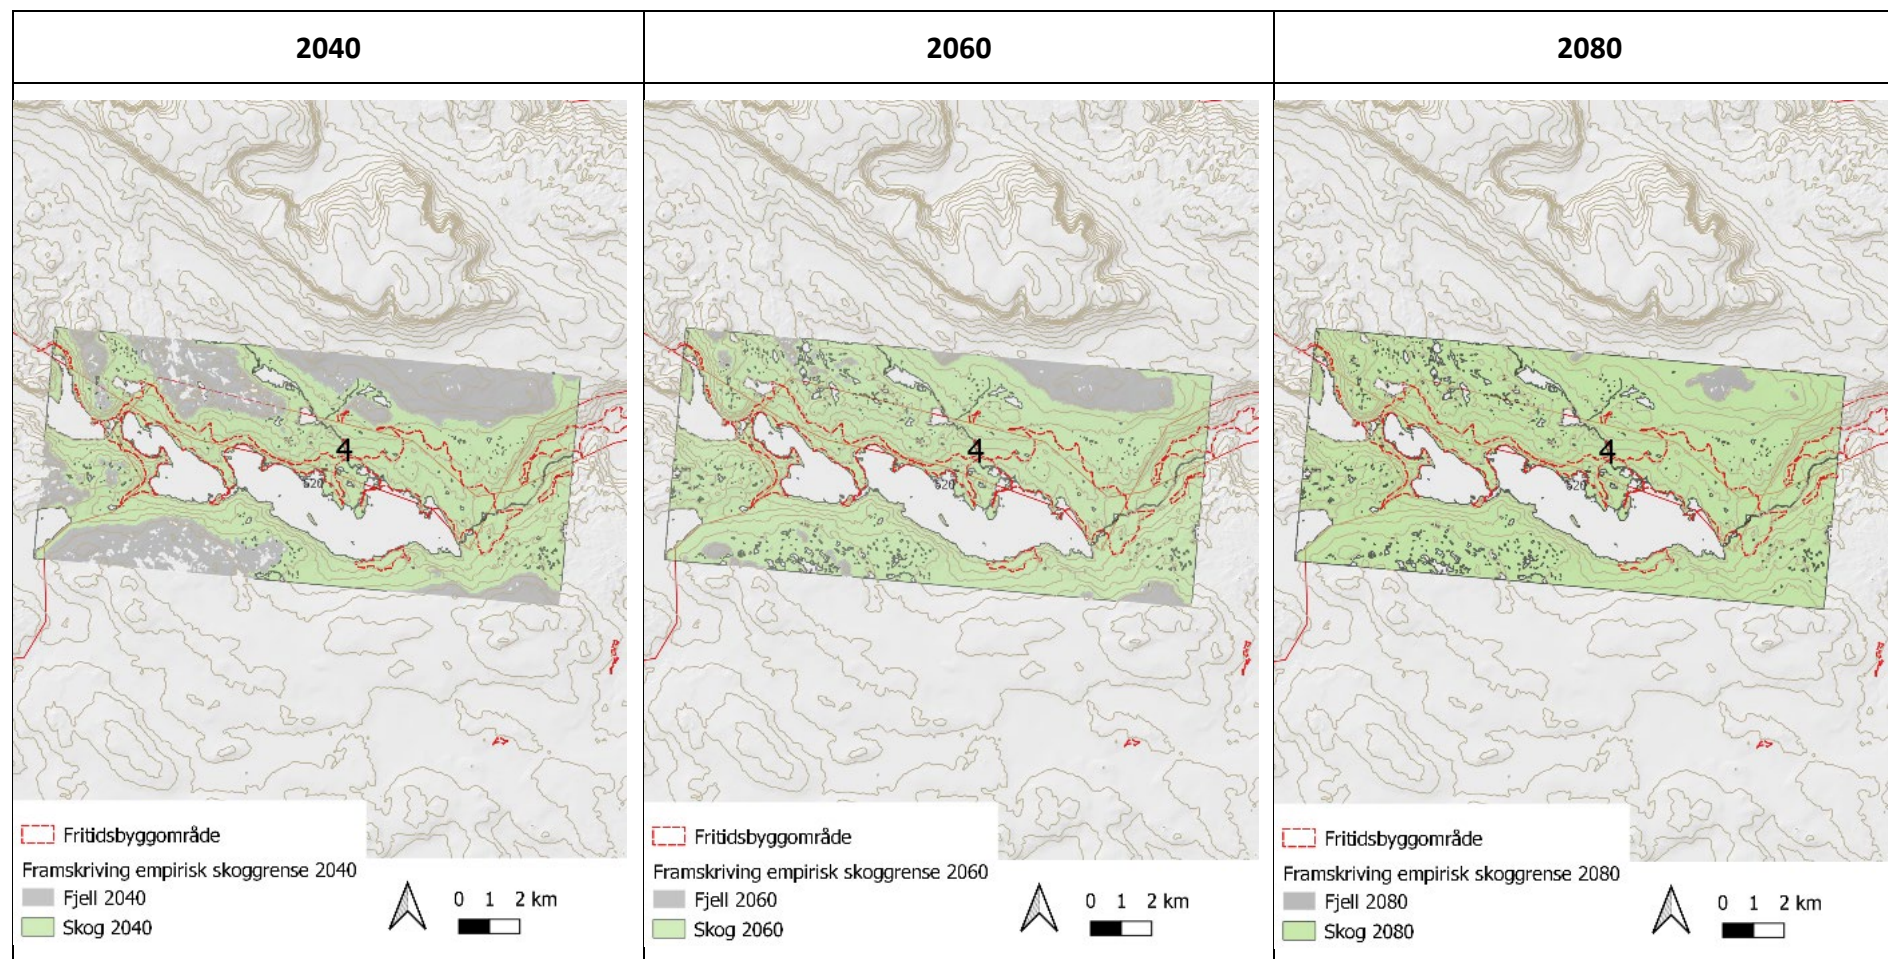 2040
2060
2080
4
520
Fritidsbyggområde
Framskriving empirisk skoggrense 2040
Fjell 2040
Skog 2040
0 1 2 km
4
520
Fritidsbyggområde
Framskriving empirisk skoggrense 2060
Fjell 2060
Skog 2060
0 1 2 km
4
520
Fritidsbyggområde
Framskriving empirisk skoggrense 2080
Fjell 2080
Skog 2080
0 1 2 km